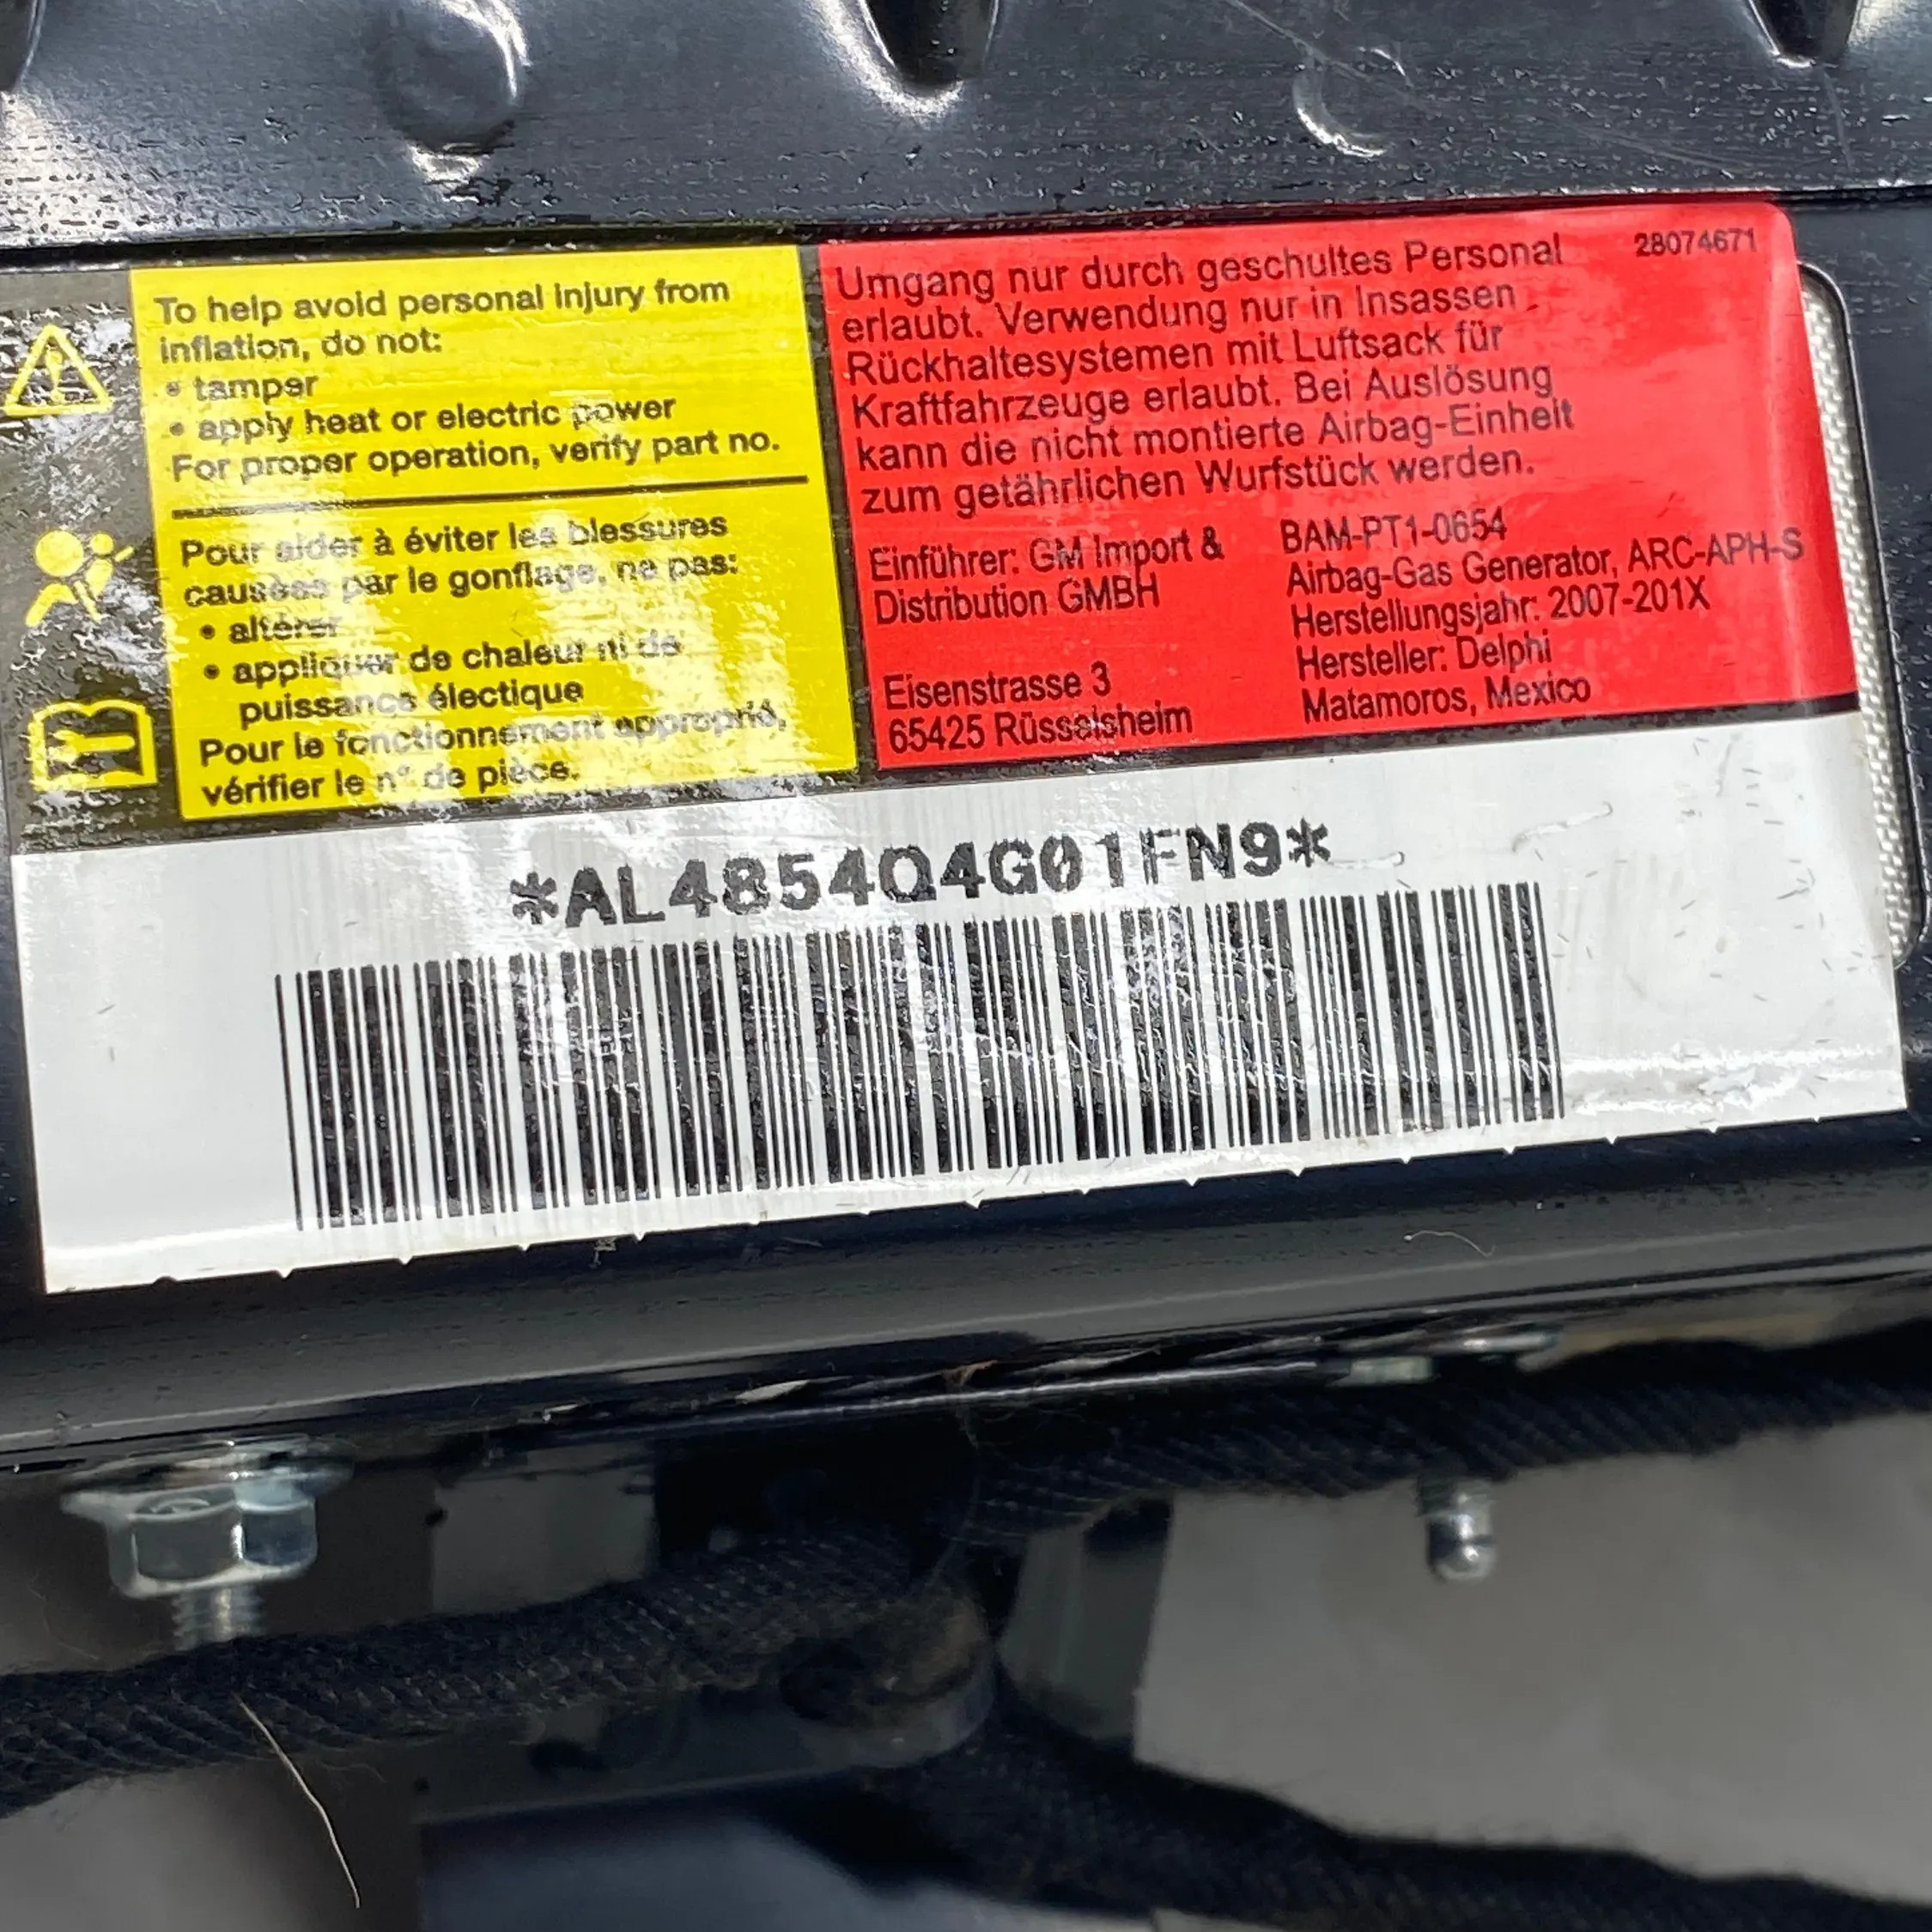 To help avoid personal injury from
inflation, do not:
• tamper
• apply heat or electric power
For proper operation, verify part no.
Pour aider à éviter les blessures
causées par le gonflage, ne pas:
• altérer
• appliquer de chaleur ni de
puissance électique
Pour le fonctionnement approprié,
vérifier le n° de pièce.
28074671
Umgang nur durch geschultes Personal
erlaubt. Verwendung nur in Insassen
Rückhaltesystemen mit Luftsack für
Kraftfahrzeuge erlaubt. Bei Auslösung
kann die nicht montierte Airbag-Einheit
zum getährlichen Wurfstück werden.
Einführer: GM Import &
Distribution GMBH
Eisenstrasse 3
65425 Rüsselsheim
BAM-PT1-0654
Airbag-Gas Generator, ARC-APH-S
Herstellungsjahr: 2007-201X
Hersteller: Delphi
Matamoros, Mexico
*AL4854Q4G01FN9*